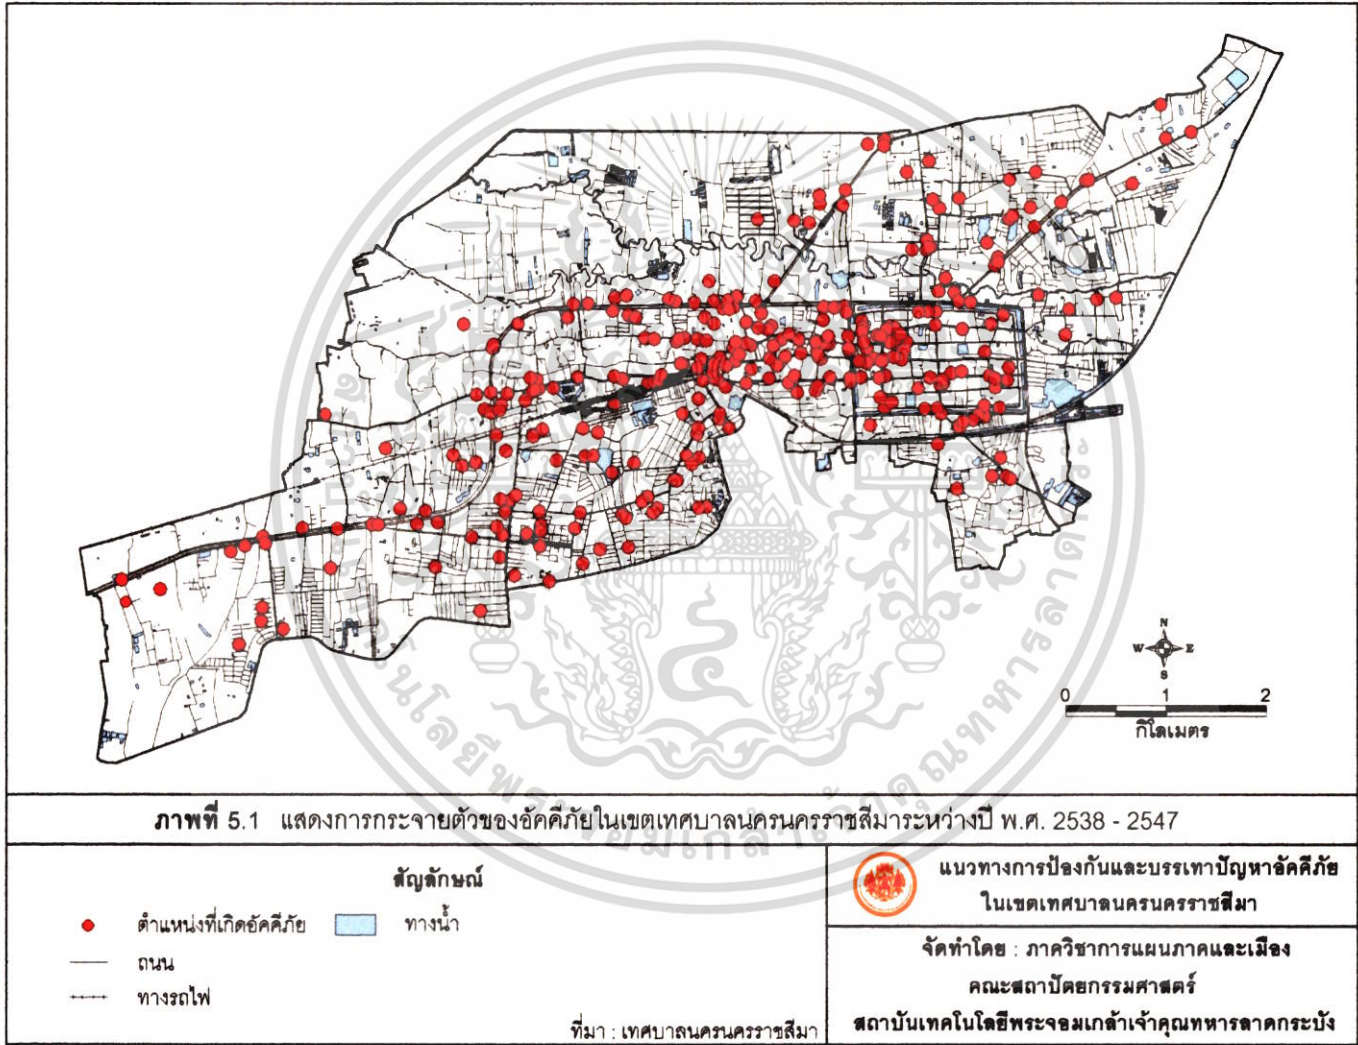 N
W E
S
0 1 2
กิโลเมตร
ภาพที่ 5.1 แสดงการกระจายตัวของอัคคีภัยในเขตเทศบาลนครนครราชสีมาระหว่างปี พ.ศ. 2538 - 2547
สัญลักษณ์
ตำแหน่งที่เกิดอัคคีภัย ทางน้ำ
ถนน
ทางรถไฟ
ที่มา : เทศบาลนครนครราชสีมา
แนวทางการป้องกันและบรรเทาปัญหาอัคคีภัย
ในเขตเทศบาลนครนครราชสีมา
จัดทำโดย : ภาควิชาการแผนภาคและเมือง
คณะสถาปัตยกรรมศาสตร์
สถาบันเทคโนโลยีพระจอมเกล้าเจ้าคุณทหารลาดกระบัง